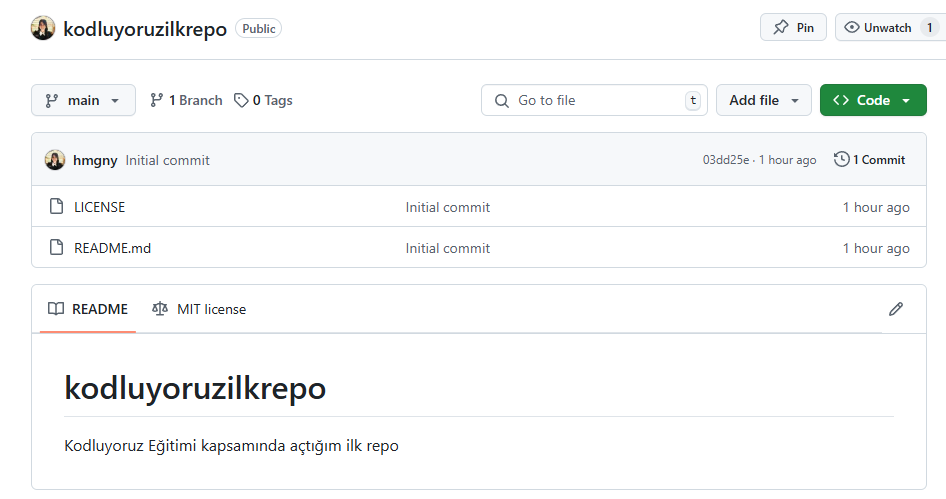 kodluyoruzilkrepo Public Pin Unwatch 1
main 1 Branch 0 Tags Go to file t Add file Code
hmgny Initial commit 03dd25e · 1 hour ago 1 Commit
LICENSE Initial commit 1 hour ago
README.md Initial commit 1 hour ago
README MIT license
kodluyoruzilkrepo
Kodluyoruz Eğitimi kapsamında açtığım ilk repo